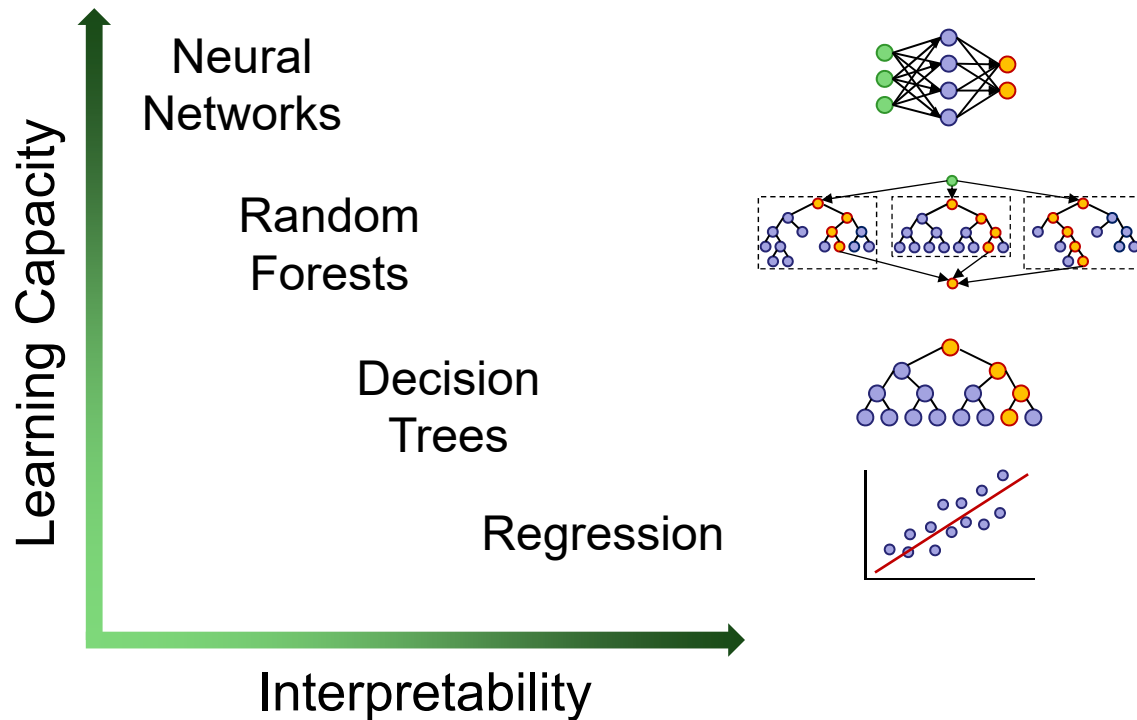 Learning Capacity
Neural
Networks
Random
Forests
Decision
Trees
Regression
Interpretability